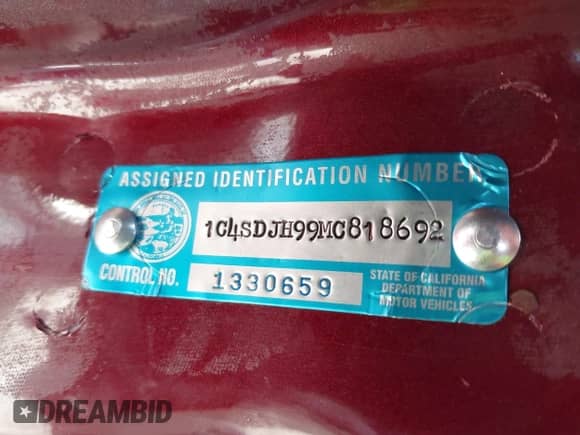 ASSIGNED IDENTIFICATION NUMBER
1C4SDJH99MC818692
CONTROL NO. 1330659
STATE OF CALIFORNIA
DEPARTMENT OF
MOTOR VEHICLES
DREAMBID